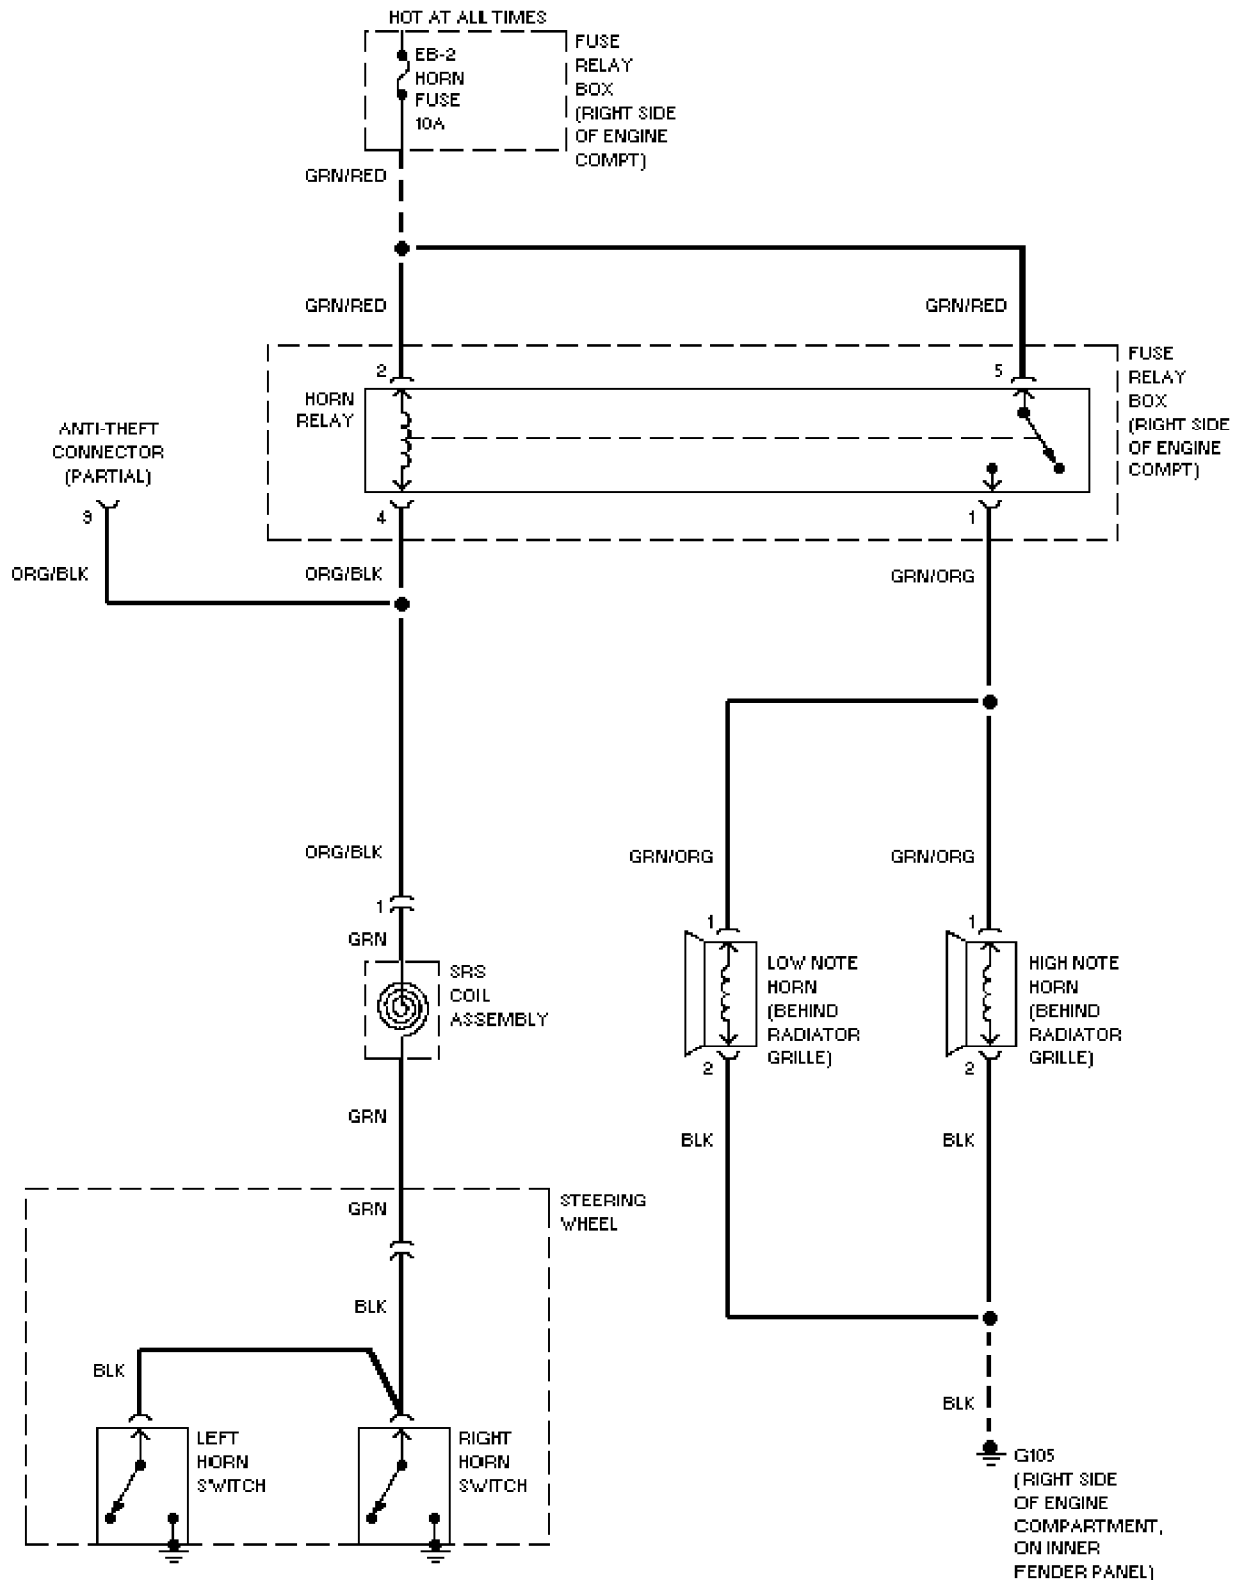 HOT AT ALL TIMES
EB-2
HORN
FUSE
10A
FUSE
RELAY
BOX
(RIGHT SIDE
OF ENGINE
COMPT)
GRN/RED
GRN/RED
GRN/RED
2
5
HORN
RELAY
FUSE
RELAY
BOX
(RIGHT SIDE
OF ENGINE
COMPT)
ANTI-THEFT
CONNECTOR
(PARTIAL)
9
4
1
ORG/BLK
ORG/BLK
GRN/ORG
ORG/BLK
GRN/ORG
GRN/ORG
1
GRN
SRS
COIL
ASSEMBLY
1
LOW NOTE
HORN
(BEHIND
RADIATOR
GRILLE)
2
1
HIGH NOTE
HORN
(BEHIND
RADIATOR
GRILLE)
2
GRN
BLK
BLK
GRN
STEERING
WHEEL
BLK
BLK
LEFT
HORN
SWITCH
RIGHT
HORN
SWITCH
BLK
G105
(RIGHT SIDE
OF ENGINE
COMPARTMENT,
ON INNER
FENDER PANEL)